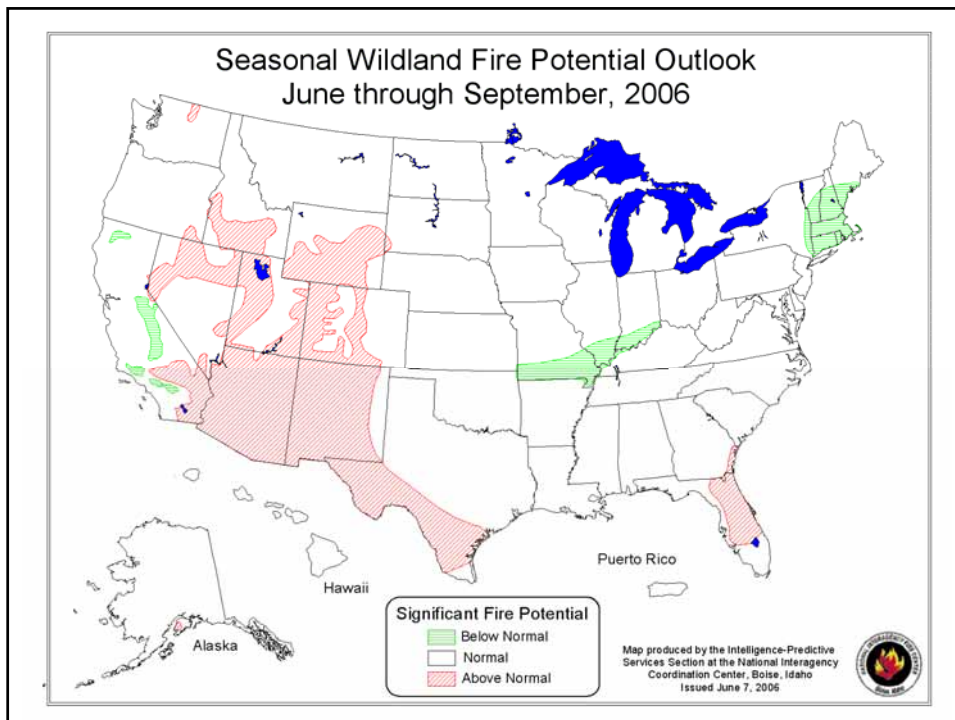 Seasonal Wildland Fire Potential Outlook
June through September, 2006
Puerto Rico
Hawaii
Alaska
Significant Fire Potential
Below Normal
Normal
Above Normal
Map produced by the Intelligence-Predictive
Services Section at the National Interagency
Coordination Center, Boise, Idaho
Issued June 7, 2006